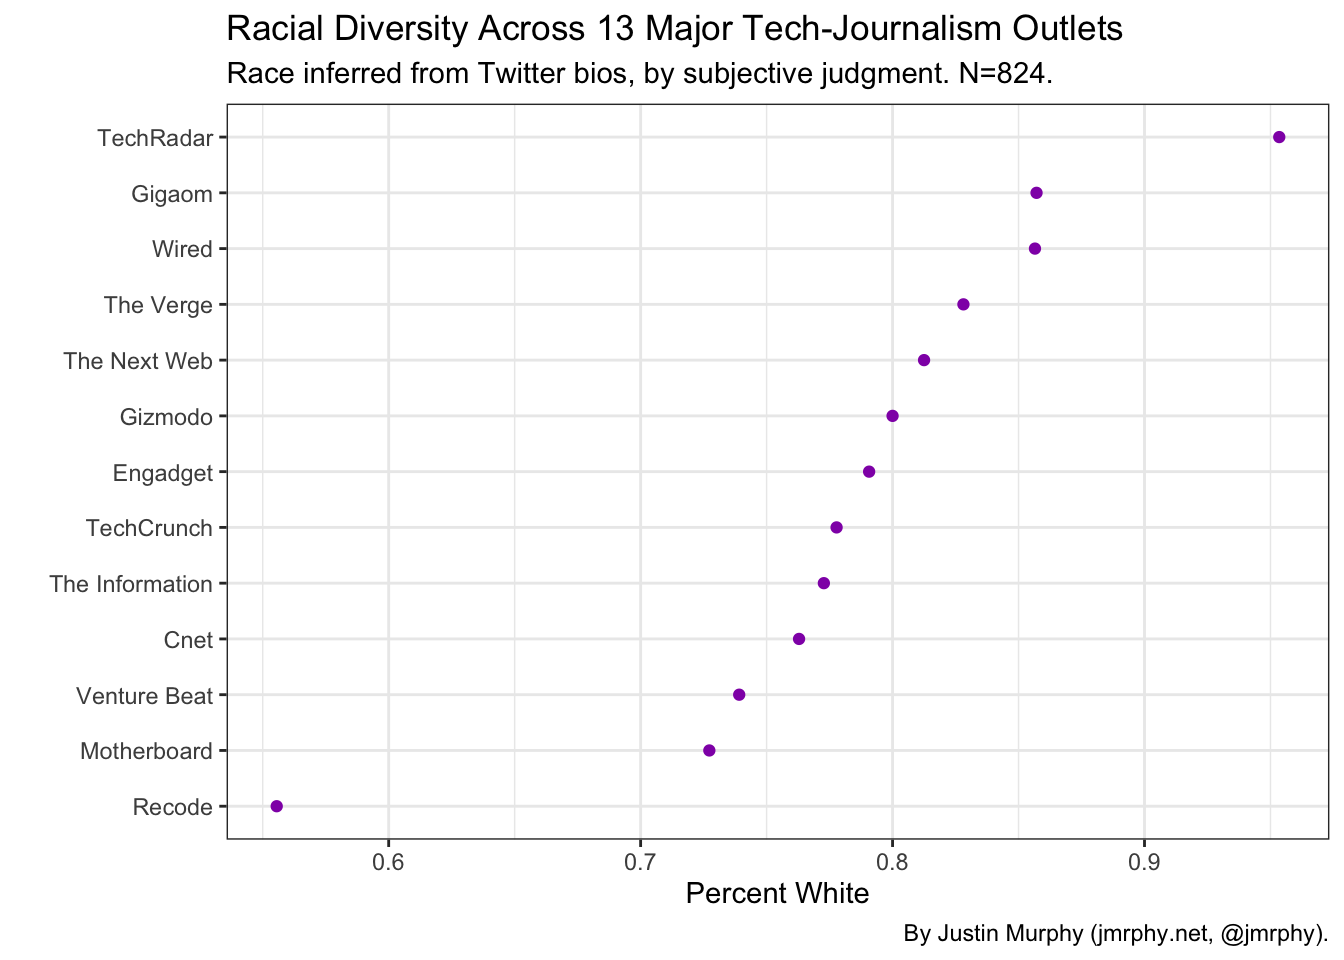 Racial Diversity Across 13 Major Tech-Journalism Outlets
Race inferred from Twitter bios, by subjective judgment. N=824.
TechRadar
Gigaom
Wired
The Verge
The Next Web
Gizmodo
Engadget
TechCrunch
The Information
Cnet
Venture Beat
Motherboard
Recode
0.6 0.7 0.8 0.9
Percent White
By Justin Murphy (jmrphy.net, @jmrphy).